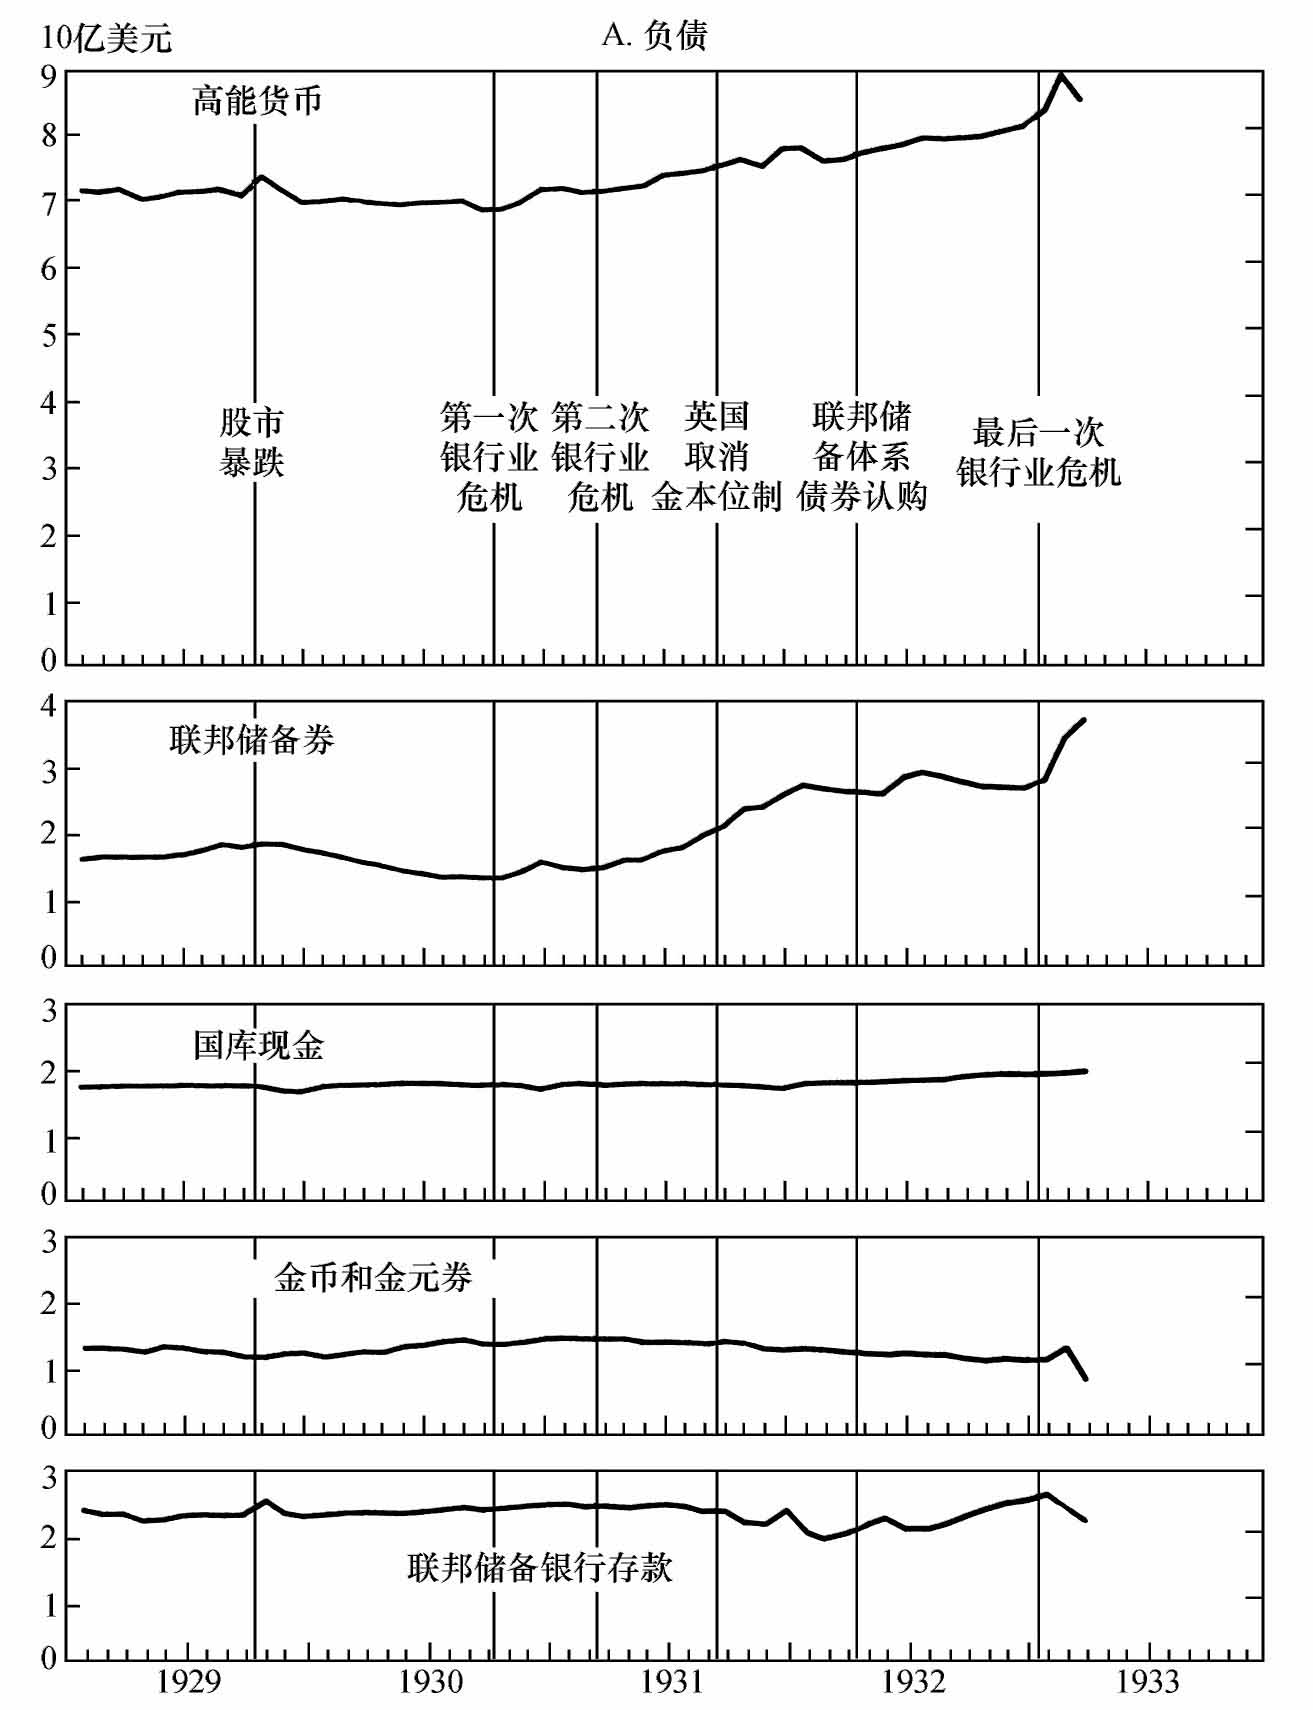 10亿美元
A. 负债
9
8
7
6
5
4
3
2
1
0
高能货币
股市
暴跌
第一次
银行业
危机
第二次
银行业
危机
英国
取消
金本位制
联邦储
备体系
债券认购
最后一次
银行业危机
4
3
2
1
0
联邦储备券
3
2
1
0
国库现金
3
2
1
0
金币和金元券
3
2
1
0
联邦储备银行存款
1929 1930 1931 1932 1933